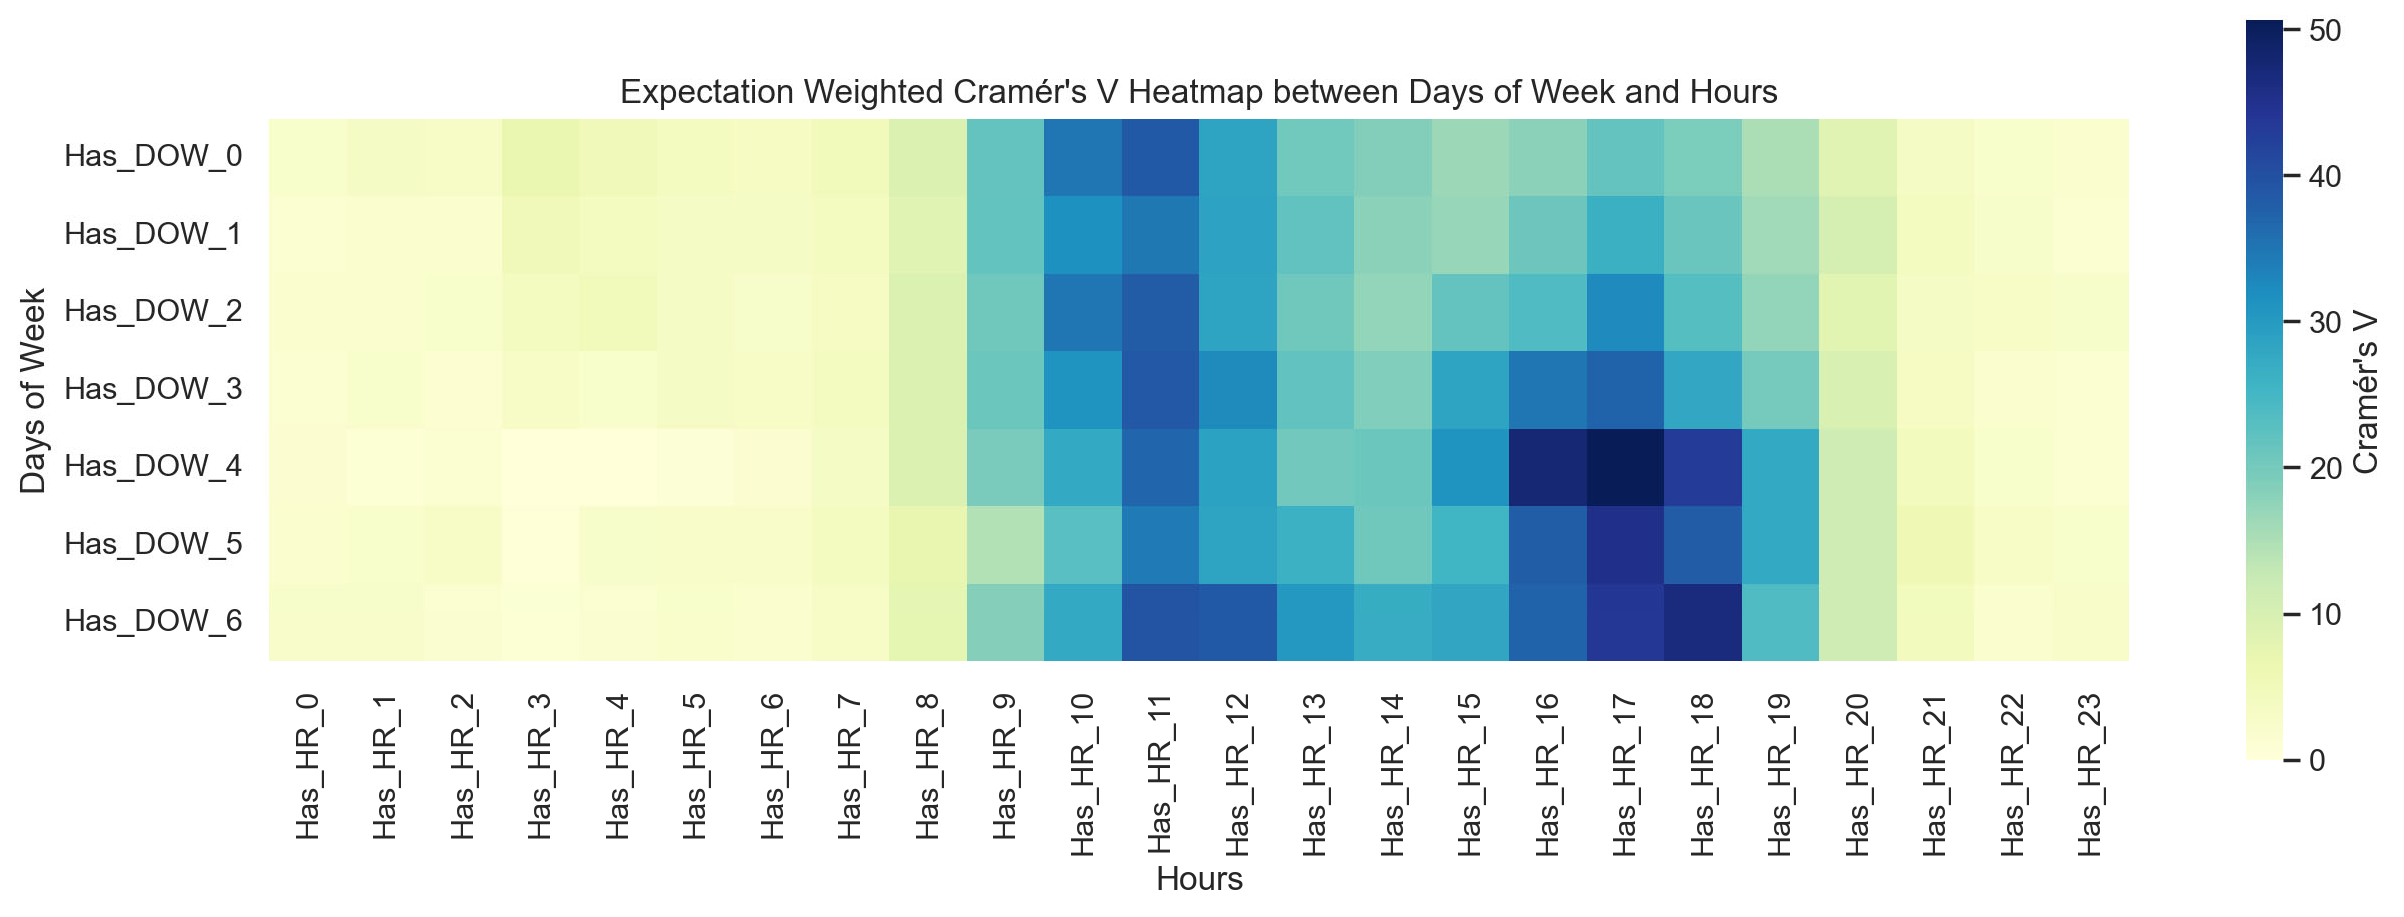 Expectation Weighted Cramér's V Heatmap between Days of Week and Hours
Days of Week
Has_DOW_0
Has_DOW_1
Has_DOW_2
Has_DOW_3
Has_DOW_4
Has_DOW_5
Has_DOW_6
Has_HR_0
Has_HR_1
Has_HR_2
Has_HR_3
Has_HR_4
Has_HR_5
Has_HR_6
Has_HR_7
Has_HR_8
Has_HR_9
Has_HR_10
Has_HR_11
Has_HR_12
Has_HR_13
Has_HR_14
Has_HR_15
Has_HR_16
Has_HR_17
Has_HR_18
Has_HR_19
Has_HR_20
Has_HR_21
Has_HR_22
Has_HR_23
Hours
50
40
30
20
10
0
Cramér's V